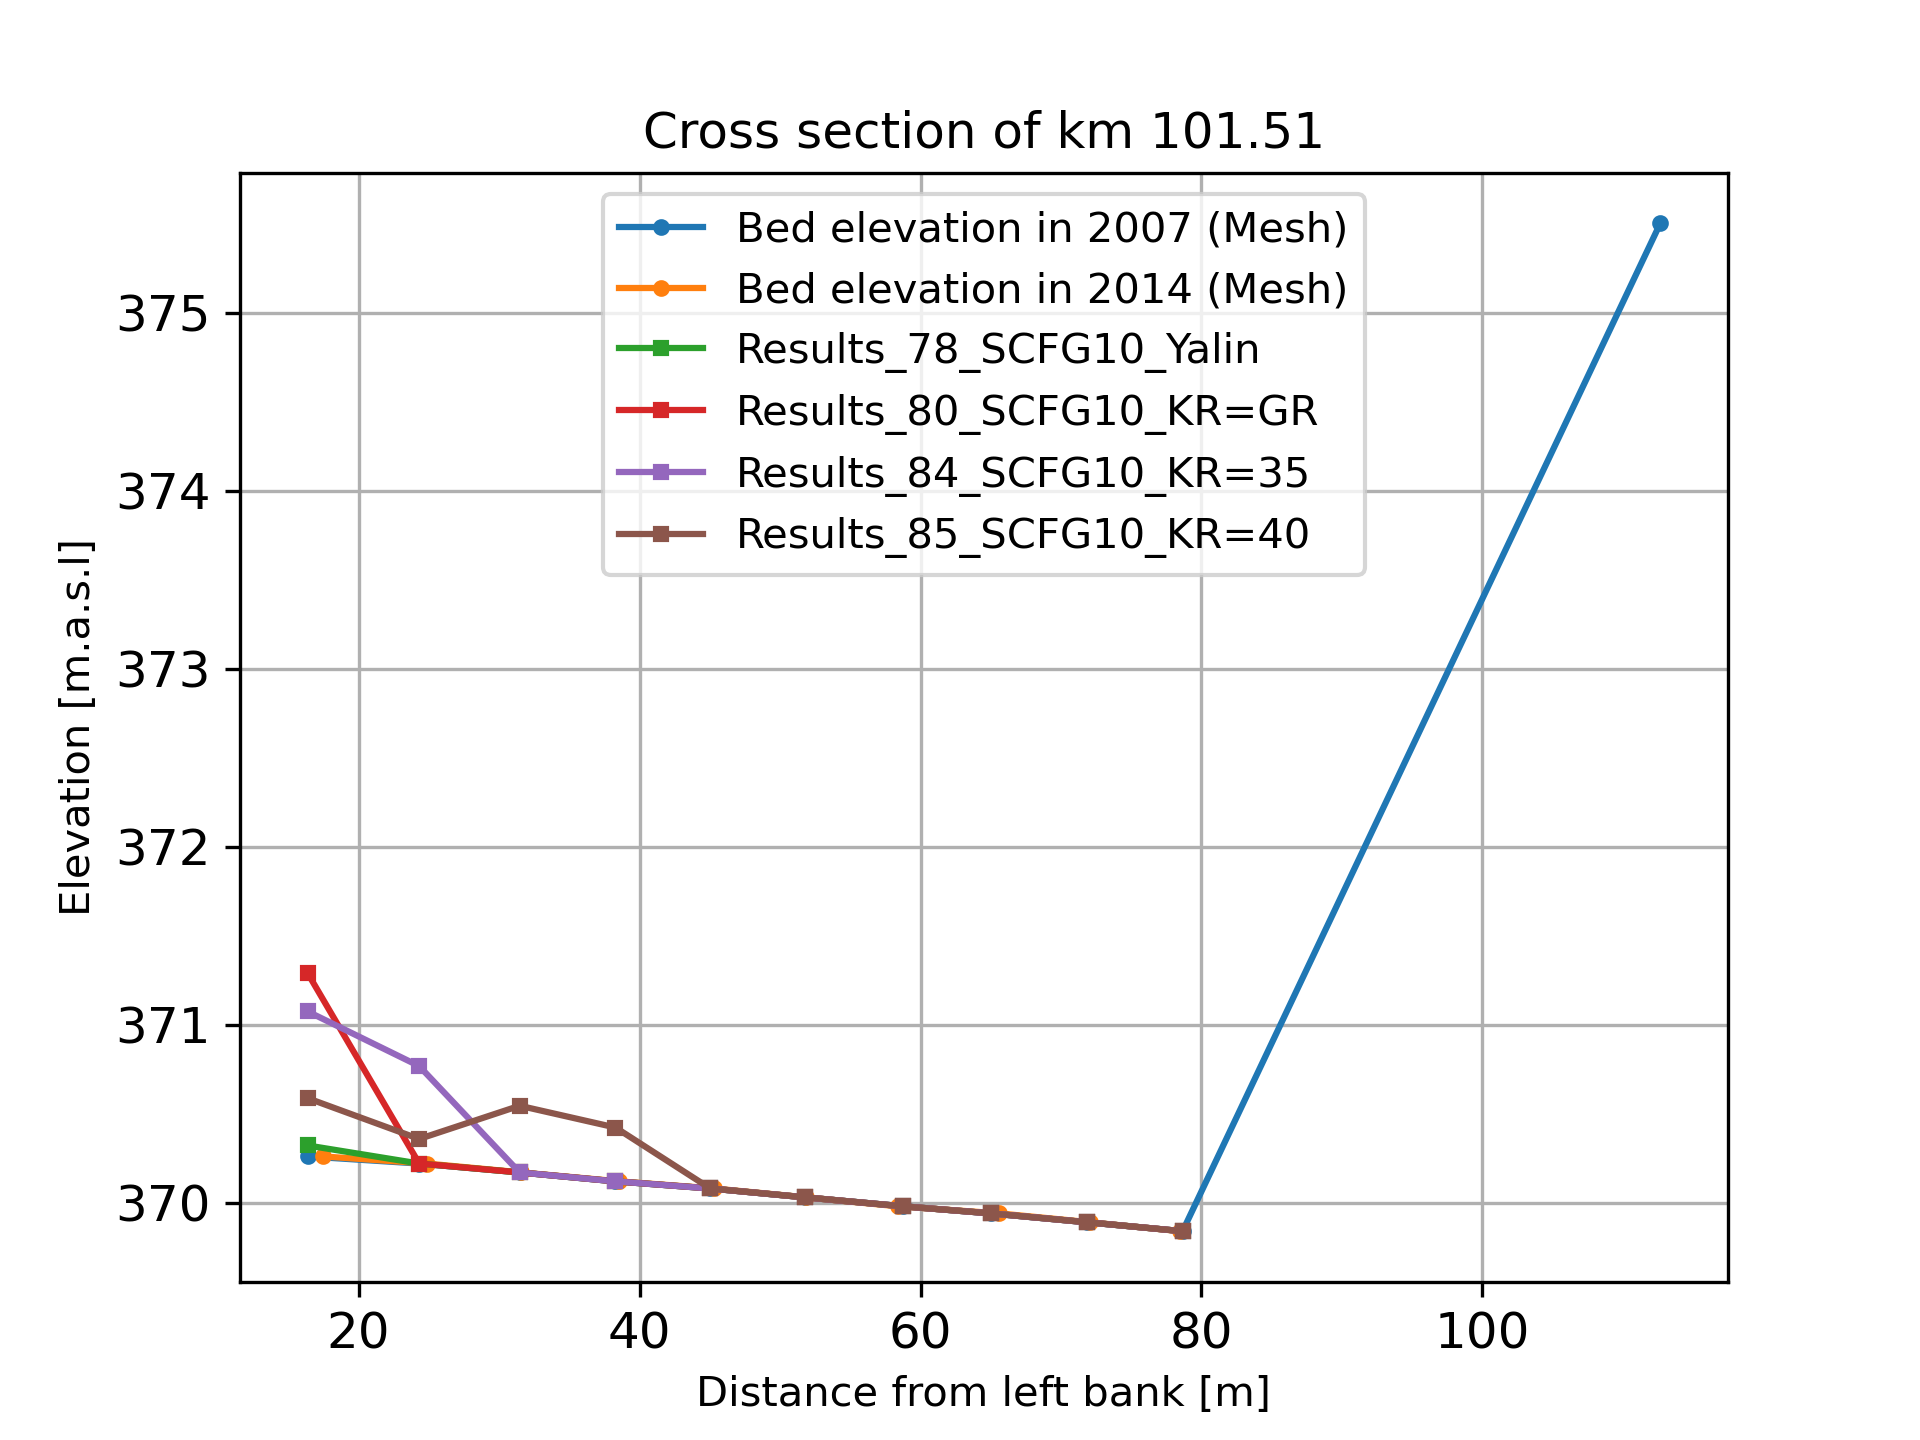 Cross section of km 101.51
Bed elevation in 2007 (Mesh)
Bed elevation in 2014 (Mesh)
Results_78_SCFG10_Yalin
Results_80_SCFG10_KR=GR
Results_84_SCFG10_KR=35
Results_85_SCFG10_KR=40
Elevation [m.a.s.l]
375
374
373
372
371
370
20 40 60 80 100
Distance from left bank [m]